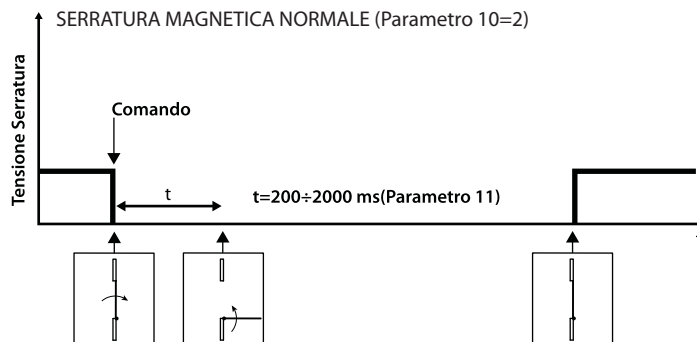 SERRATURA MAGNETICA NORMALE (Parametro 10=2)
Tensione Serratura
Comando
t
t=200÷2000 ms(Parametro 11)